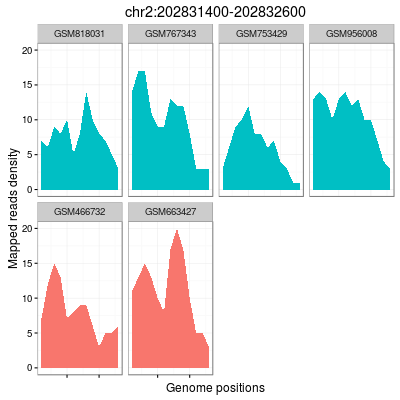 chr2:202831400-202832600
GSM818031 GSM767343 GSM753429 GSM956008
20
15
10
5
0
GSM466732 GSM663427
20
15
10
5
0
Mapped reads density
Genome positions